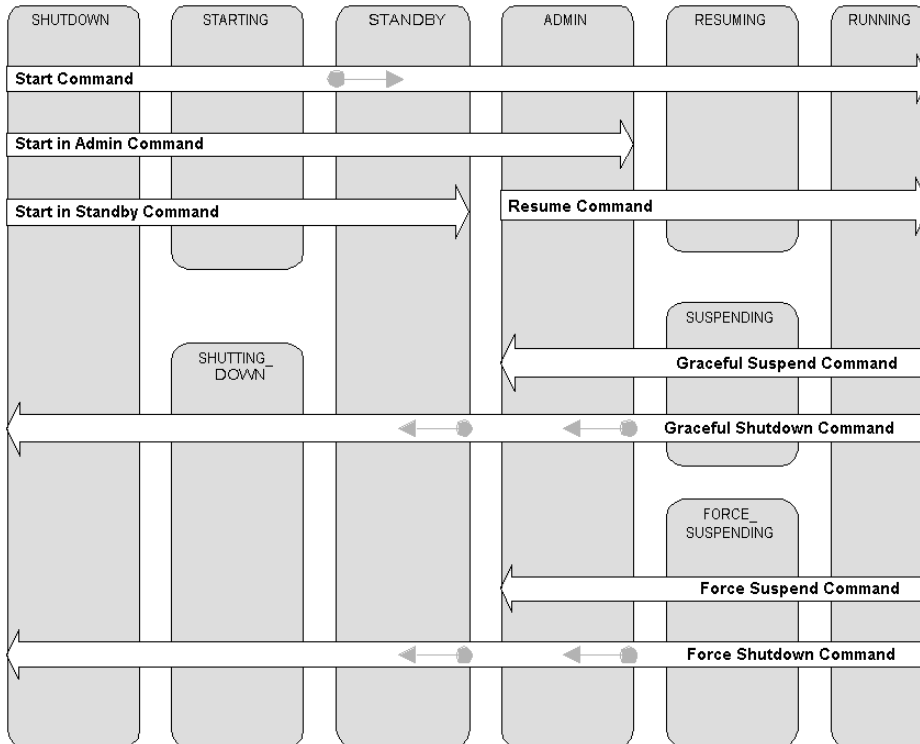 SHUTDOWN
STARTING
STANDBY
ADMIN
RESUMING
RUNNING
Start Command
Start in Admin Command
Start in Standby Command
Resume Command
SUSPENDING
SHUTTING_
DOWN
Graceful Suspend Command
Graceful Shutdown Command
FORCE_
SUSPENDING
Force Suspend Command
Force Shutdown Command